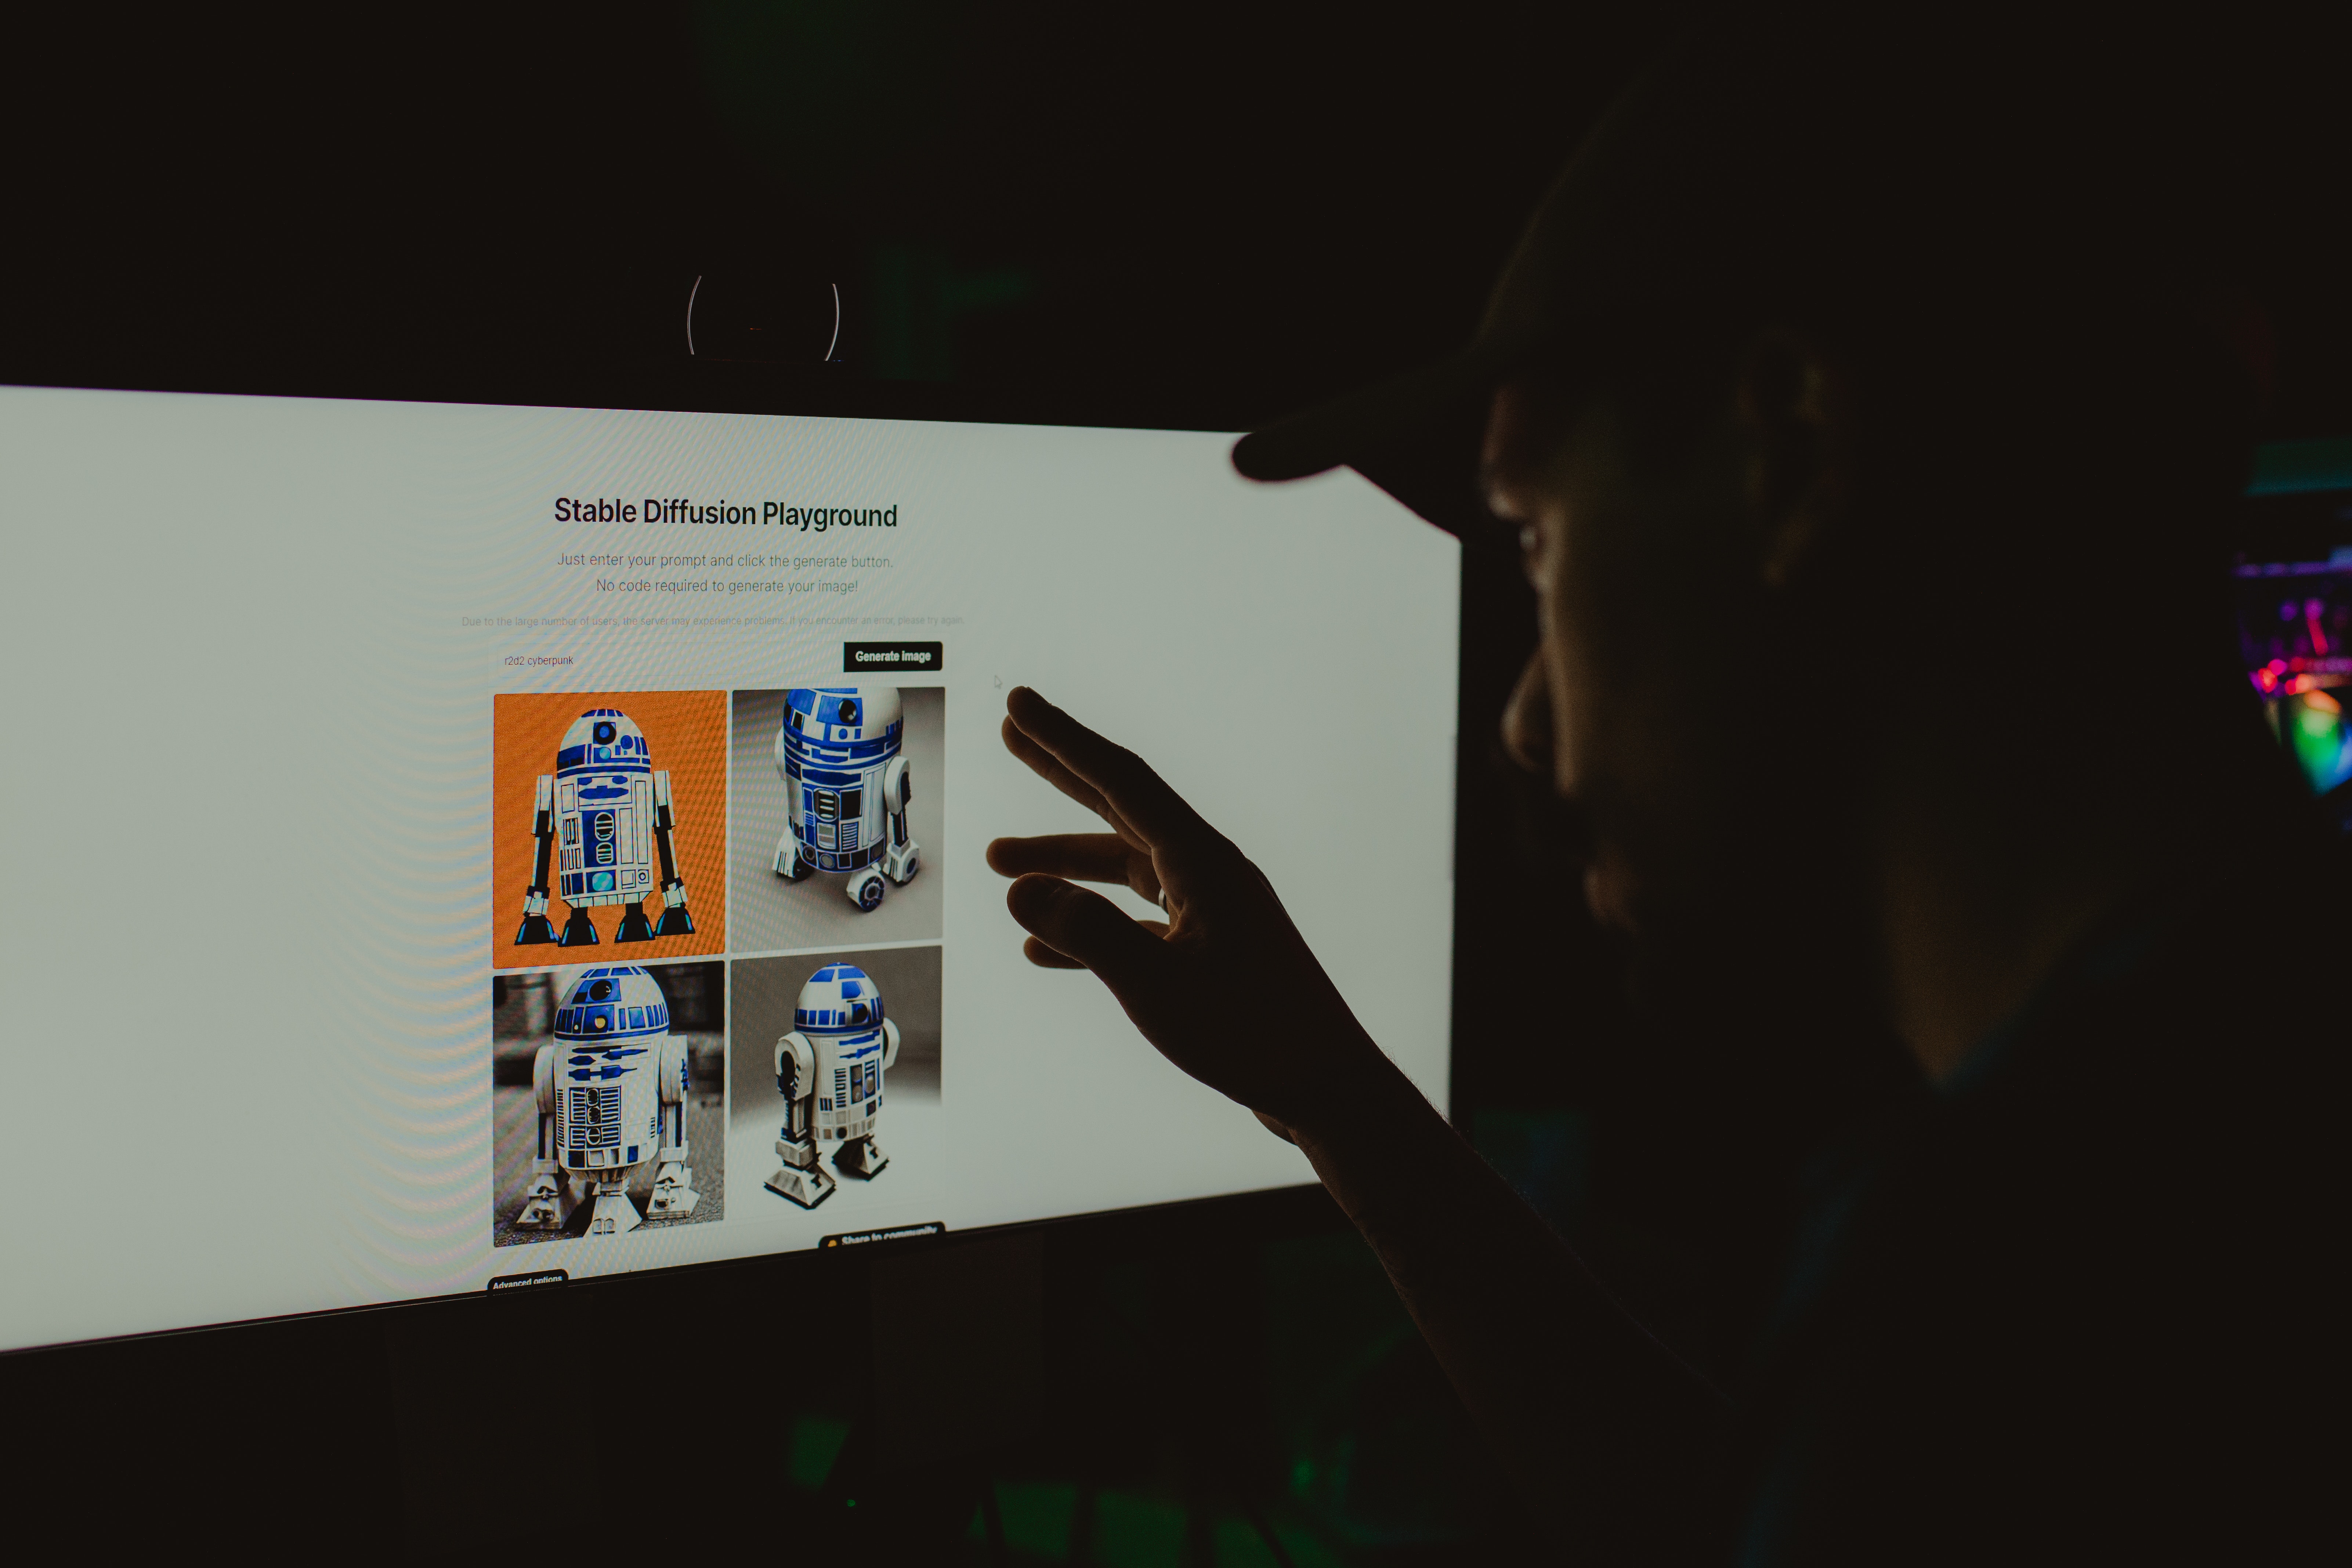 Stable Diffusion Playground
Just enter your prompt and click the generate button.
No code required to generate your image!
Due to the large number of users, the server may experience problems. If you encounter an error, please try again.
r2d2 cyberpunk
Generate image
Share to community
Advanced options